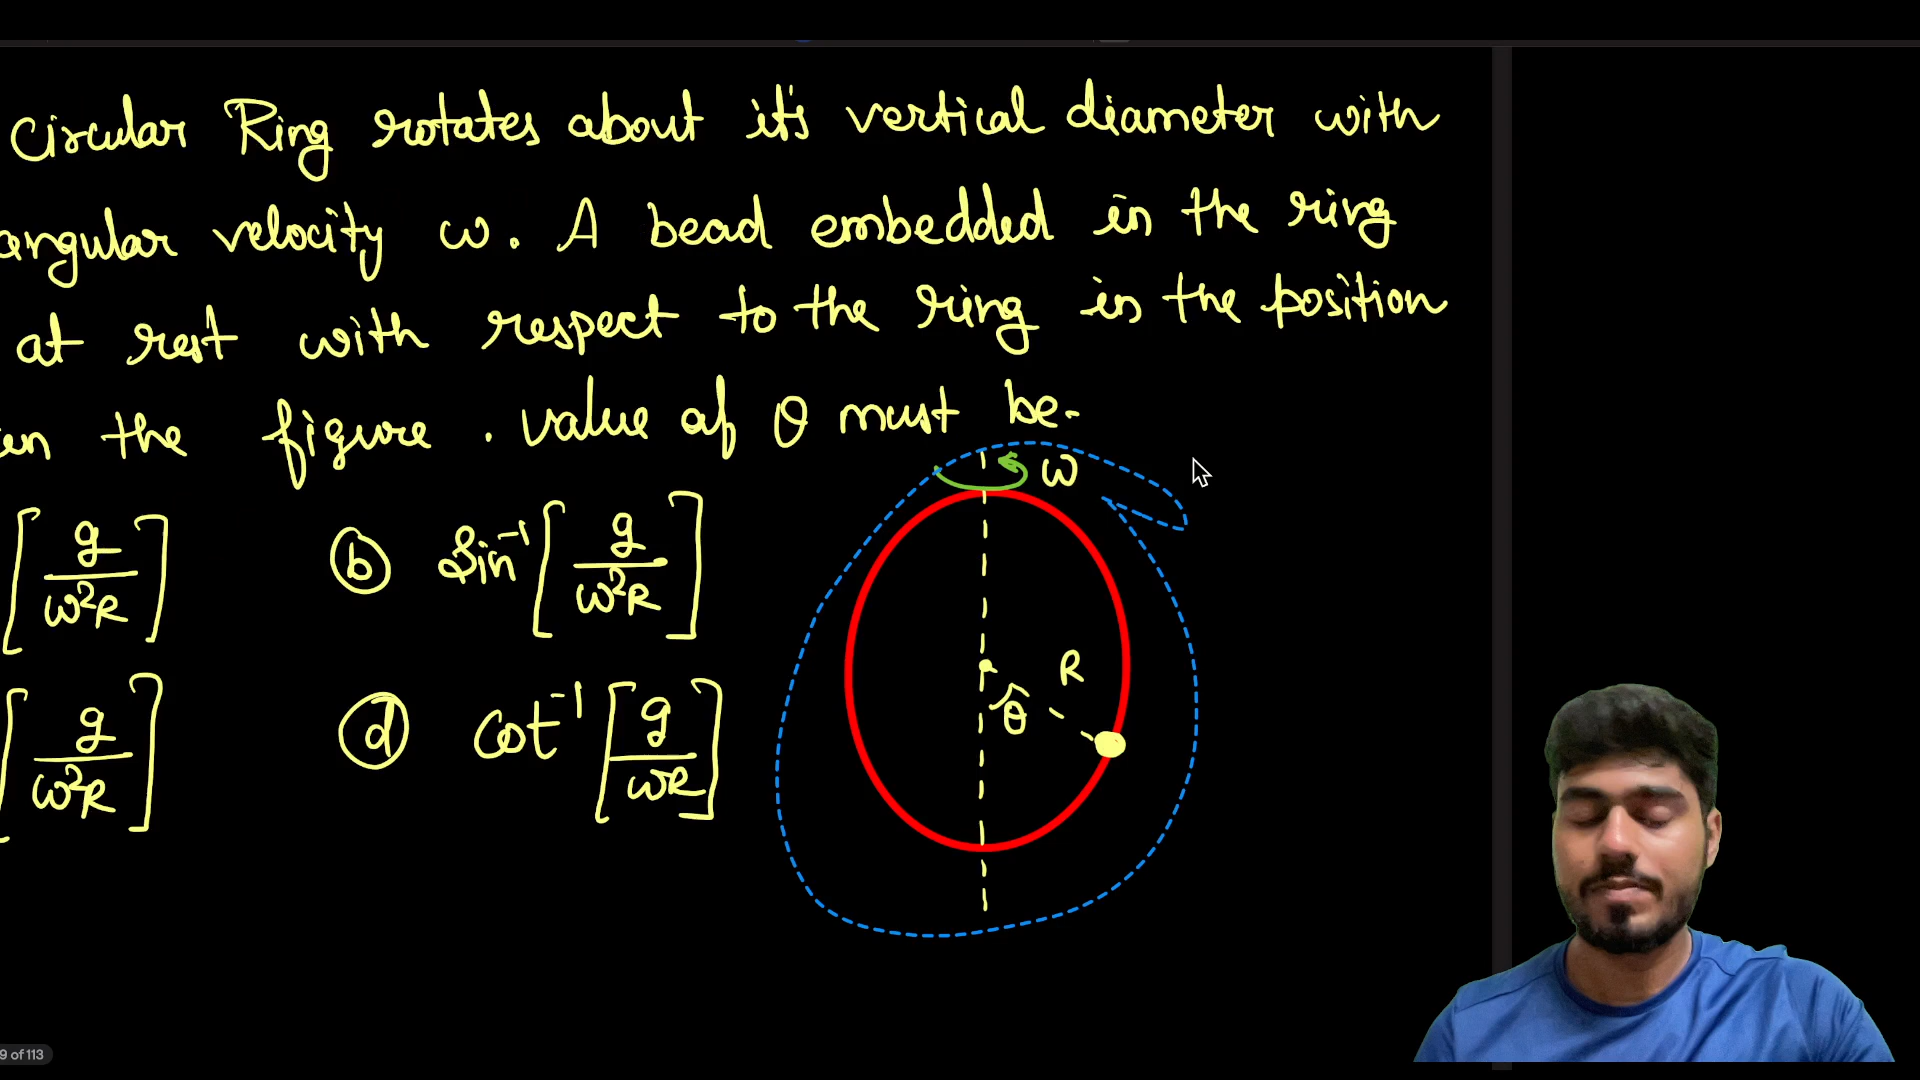 Circular Ring rotates about it's vertical diameter with
angular velocity ω. A bead embedded in the ring
at rest with respect to the ring is the position
the figure. value of θ must be-
ω
[g/ω²R] (b) Sin⁻¹[g/ω²R]
R
θ
[g/ω²R] (d) cot⁻¹[g/ωR]
9 of 113